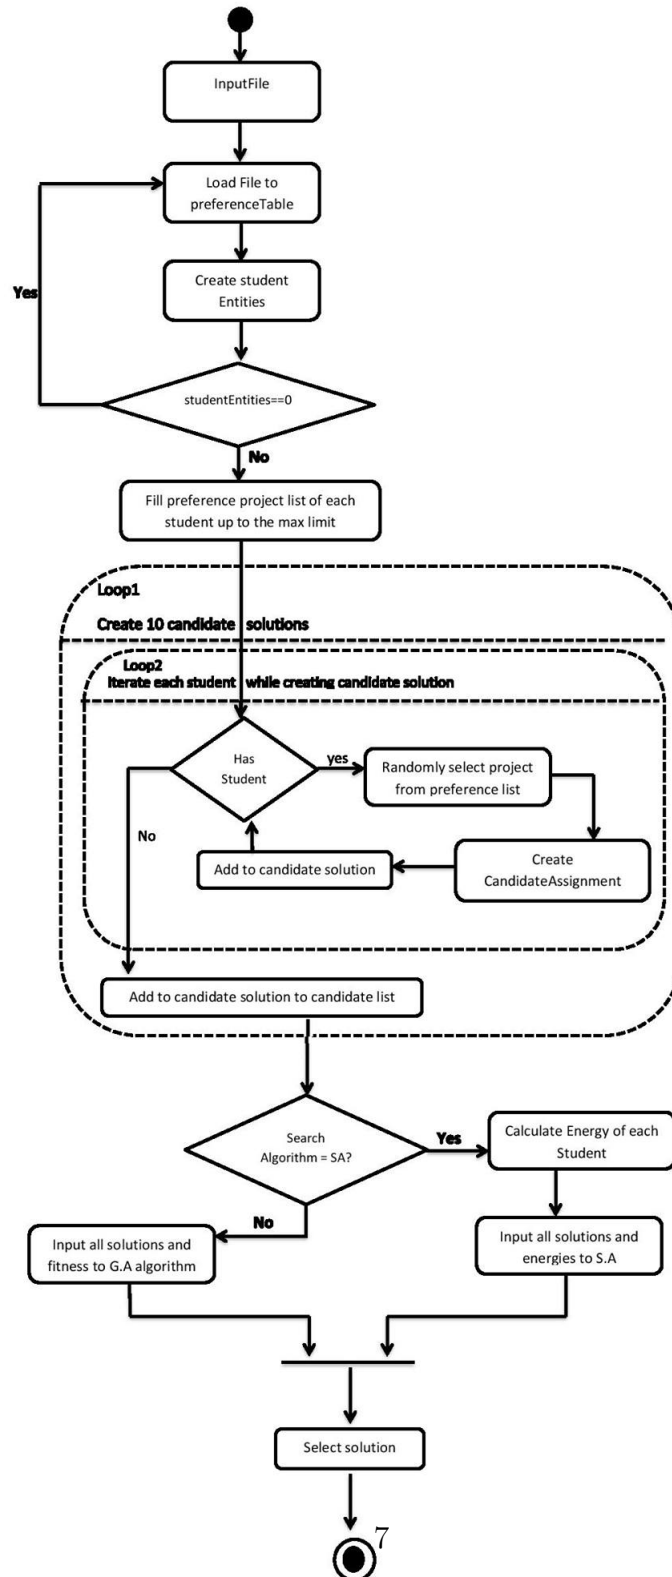 InputFile
Load File to
preferenceTable
Create student
Entities
Yes
studentEntities==0
No
Fill preference project list of each
student up to the max limit
Loop1
Create 10 candidate solutions
Loop2
Iterate each student while creating candidate solution
Has
Student
yes
Randomly select project
from preference list
No
Add to candidate solution
Create
CandidateAssignment
Add to candidate solution to candidate list
Search
Algorithm = SA?
Yes
Calculate Energy of each
Student
No
Input all solutions and
fitness to G.A algorithm
Input all solutions and
energies to S.A
Select solution
7